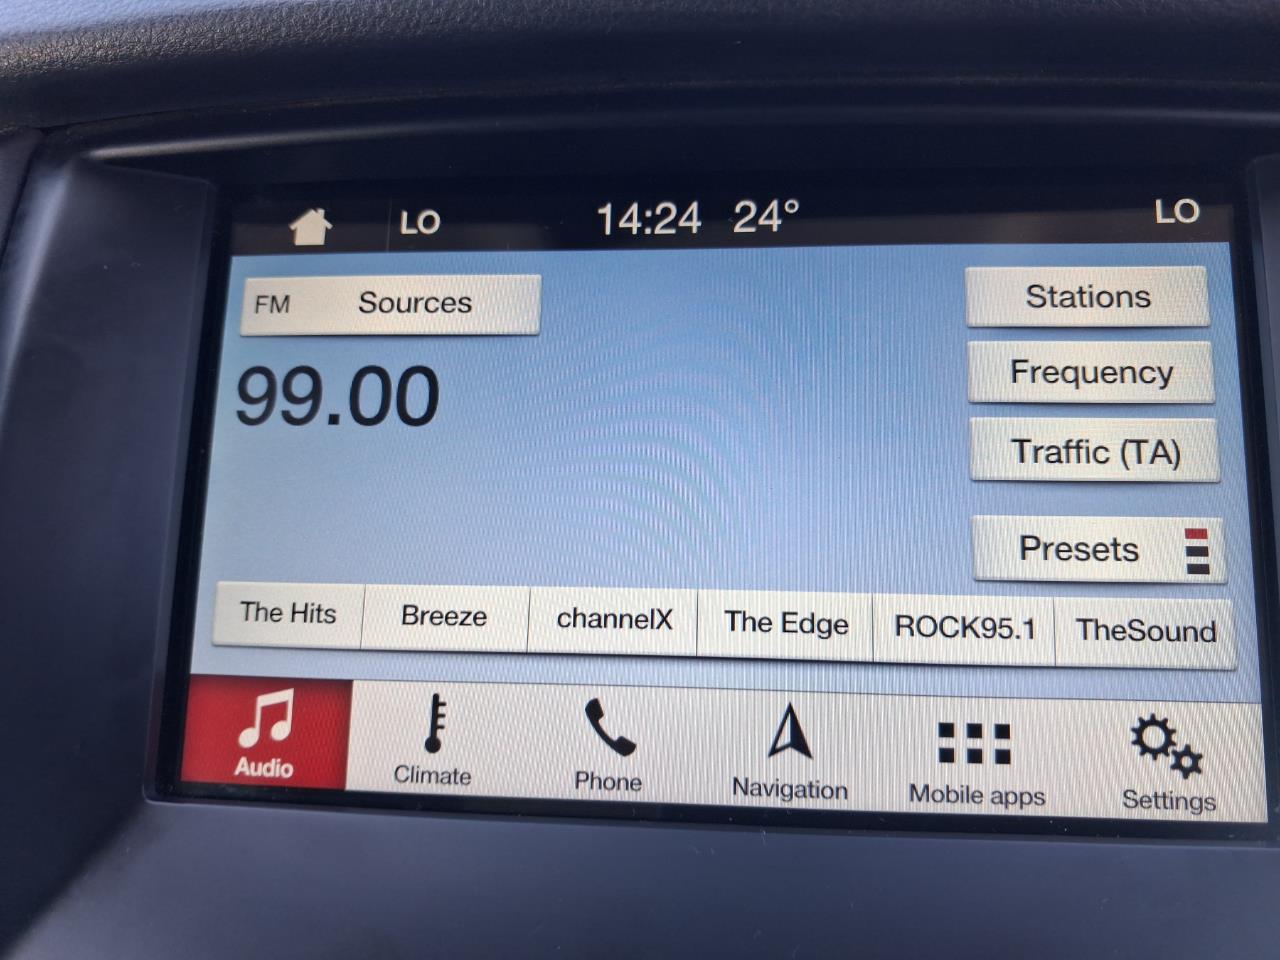 LO 14:24 24° LO
FM Sources
Stations
99.00
Frequency
Traffic (TA)
Presets
The Hits Breeze channelX The Edge ROCK95.1 TheSound
Audio Climate Phone Navigation Mobile apps Settings